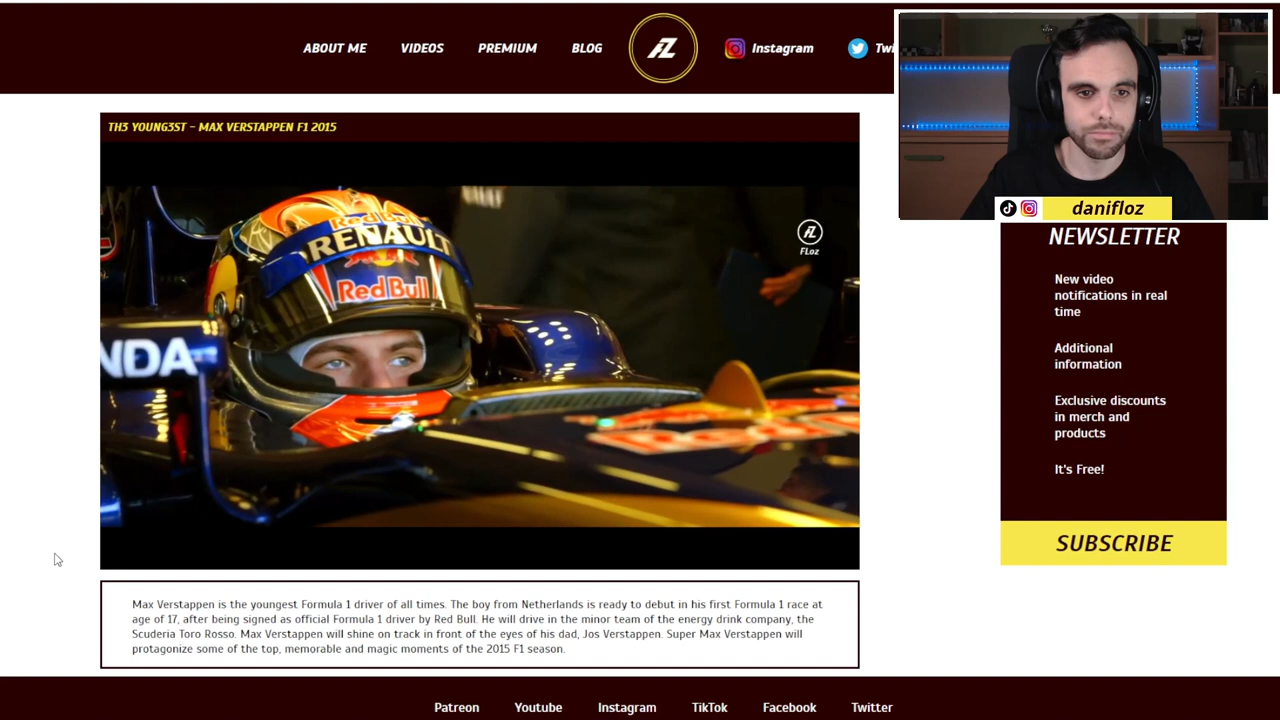 ABOUT ME VIDEOS PREMIUM BLOG FZ Instagram
TH3 YOUNG3ST - MAX VERSTAPPEN F1 2015
Red Bull
RENAULT
Red Bull
FLoz
NDA
danifloz
NEWSLETTER
New video
notifications in real
time
Additional
information
Exclusive discounts
in merch and
products
It's Free!
SUBSCRIBE
Max Verstappen is the youngest Formula 1 driver of all times. The boy from Netherlands is ready to debut in his first Formula 1 race at
age of 17, after being signed as official Formula 1 driver by Red Bull. He will drive in the minor team of the energy drink company, the
Scuderia Toro Rosso. Max Verstappen will shine on track in front of the eyes of his dad, Jos Verstappen. Super Max Verstappen will
protagonize some of the top, memorable and magic moments of the 2015 F1 season.
Patreon Youtube Instagram TikTok Facebook Twitter